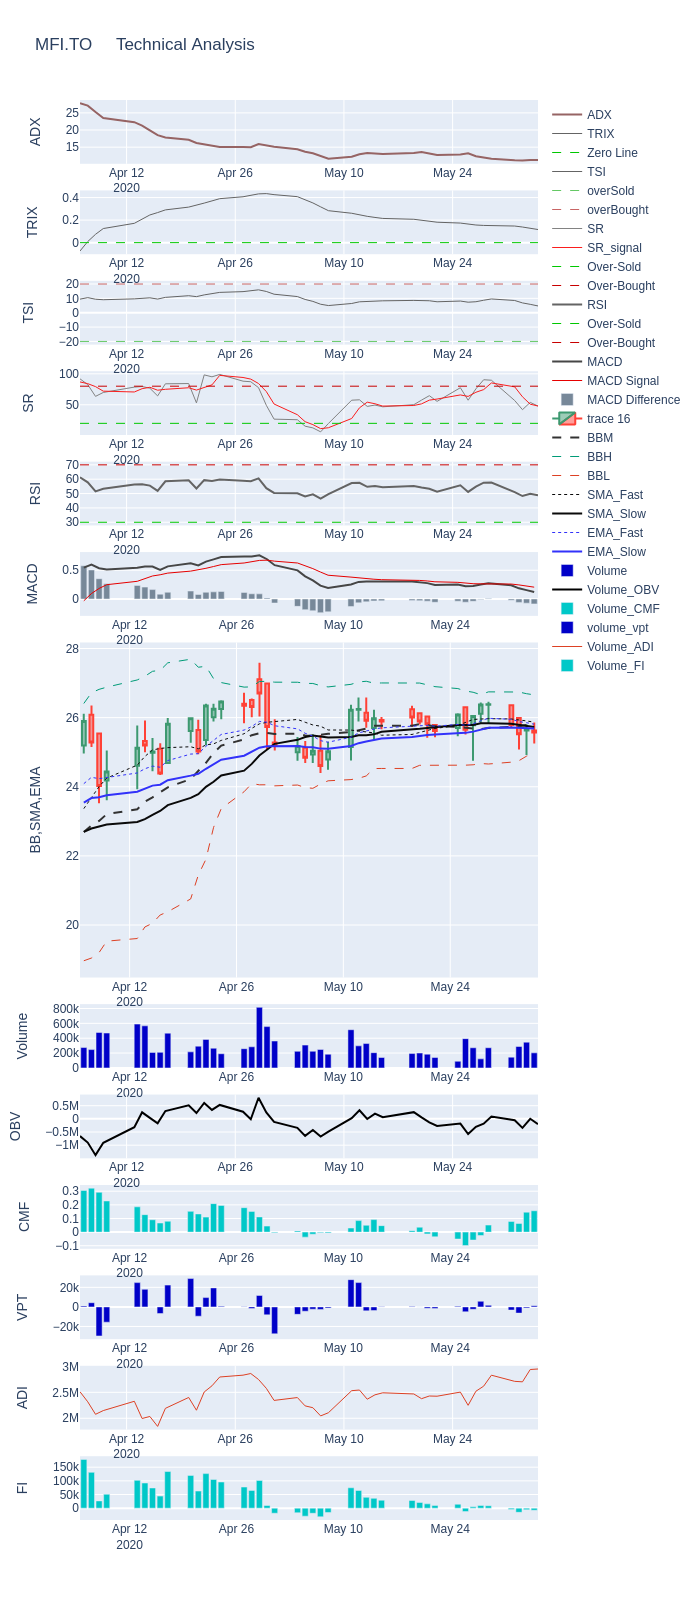 MFI.TO Technical Analysis
ADX
25
20
15
Apr 12
2020
Apr 26
May 10
May 24
TRIX
0.4
0.2
0
Apr 12
2020
Apr 26
May 10
May 24
TSI
20
10
0
−10
−20
Apr 12
2020
Apr 26
May 10
May 24
SR
100
50
Apr 12
2020
Apr 26
May 10
May 24
RSI
70
60
50
40
30
Apr 12
2020
Apr 26
May 10
May 24
MACD
0.5
0
Apr 12
2020
Apr 26
May 10
May 24
BB,SMA,EMA
28
26
24
22
20
Apr 12
2020
Apr 26
May 10
May 24
Volume
800k
600k
400k
200k
0
Apr 12
2020
Apr 26
May 10
May 24
OBV
0.5M
0
−0.5M
−1M
Apr 12
2020
Apr 26
May 10
May 24
CMF
0.3
0.2
0.1
0
−0.1
Apr 12
2020
Apr 26
May 10
May 24
VPT
20k
0
−20k
Apr 12
2020
Apr 26
May 10
May 24
ADI
3M
2.5M
2M
Apr 12
2020
Apr 26
May 10
May 24
FI
150k
100k
50k
0
Apr 12
2020
Apr 26
May 10
May 24
ADX
TRIX
Zero Line
TSI
overSold
overBought
SR
SR_signal
Over-Sold
Over-Bought
RSI
Over-Sold
Over-Bought
MACD
MACD Signal
MACD Difference
trace 16
BBM
BBH
BBL
SMA_Fast
SMA_Slow
EMA_Fast
EMA_Slow
Volume
Volume_OBV
Volume_CMF
volume_vpt
Volume_ADI
Volume_FI